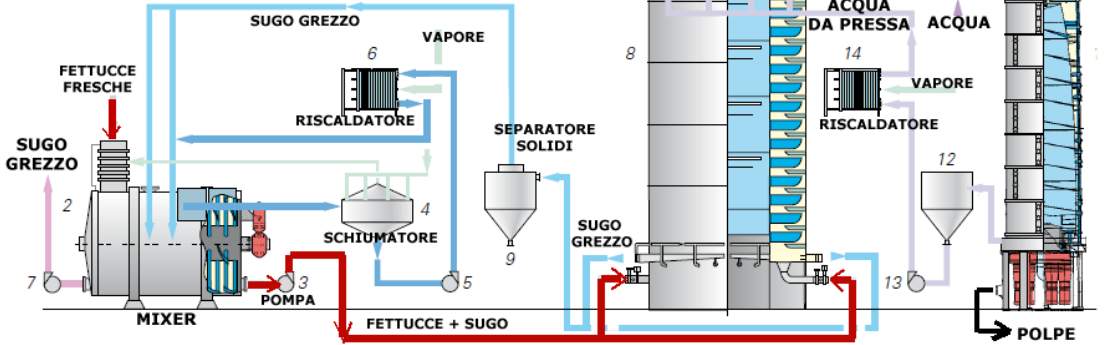 ACQUA
DA PRESSA
ACQUA
SUGO GREZZO
6
VAPORE
8
14
FETTUCCE
FRESCHE
VAPORE
RISCALDATORE
RISCALDATORE
SEPARATORE
SOLIDI
SUGO
GREZZO
12
2
4
SCHIUMATORE
SUGO
GREZZO
9
7
3
5
13
POMPA
MIXER
FETTUCCE + SUGO
POLPE